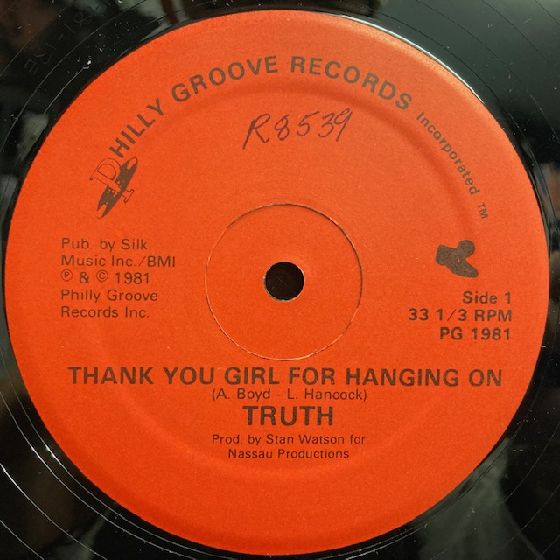 PHILLY GROOVE RECORDS Incorporated ™
R8539
Pub. by Silk
Music Inc./BMI
℗ & © 1981
Philly Groove
Records Inc.
Side 1
33 1/3 RPM
PG 1981
THANK YOU GIRL FOR HANGING ON
(A. Boyd - L. Hancock)
TRUTH
Prod. by Stan Watson for
Nassau Productions